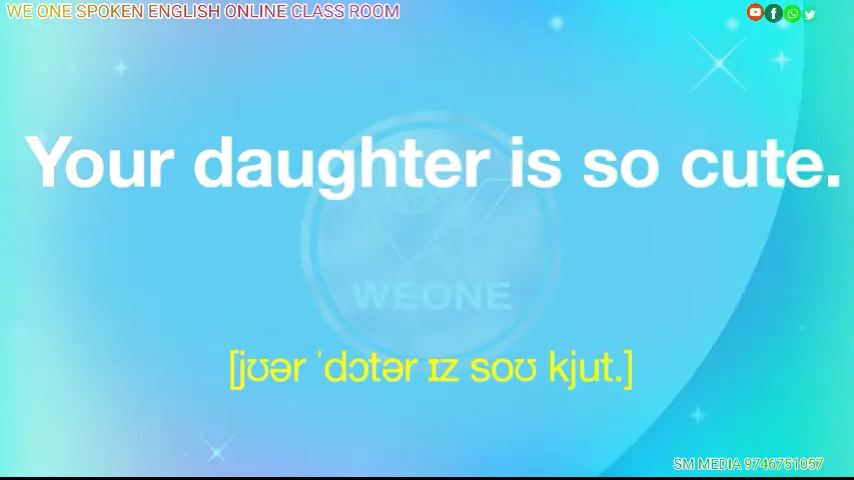 WE ONE SPOKEN ENGLISH ONLINE CLASS ROOM
Your daughter is so cute.
WEONE
[jʊər ˈdɔtər ɪz soʊ kjut.]
SM MEDIA 9746751057